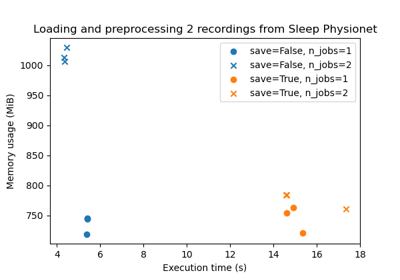 Loading and preprocessing 2 recordings from Sleep Physionet
save=False, n_jobs=1
save=False, n_jobs=2
save=True, n_jobs=1
save=True, n_jobs=2
Memory usage (MiB)
1000
950
900
850
800
750
4 6 8 10 12 14 16 18
Execution time (s)